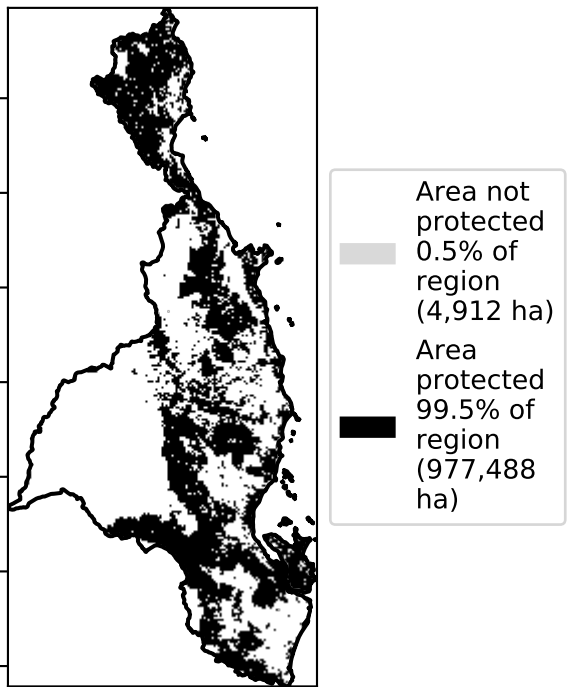 Area not
protected
0.5% of
region
(4,912 ha)
Area
protected
99.5% of
region
(977,488
ha)